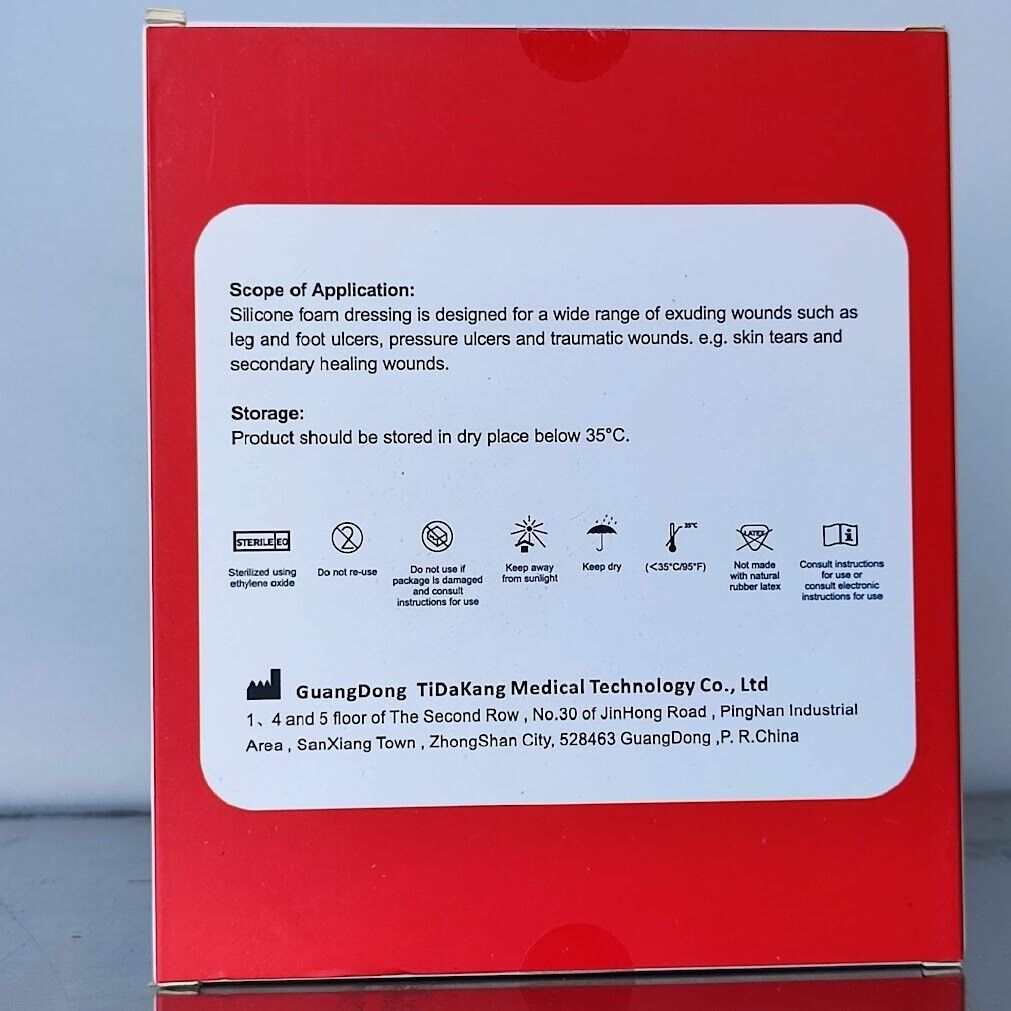 Scope of Application:
Silicone foam dressing is designed for a wide range of exuding wounds such as
leg and foot ulcers, pressure ulcers and traumatic wounds. e.g. skin tears and
secondary healing wounds.
Storage:
Product should be stored in dry place below 35°C.
STERILE EO
Sterilized using
ethylene oxide
2
Do not re-use
Do not use if
package is damaged
and consult
instructions for use
Keep away
from sunlight
Keep dry
35°C
(<35°C/95°F)
LATEX
Not made
with natural
rubber latex
i
Consult instructions
for use or
consult electronic
instructions for use
GuangDong TiDaKang Medical Technology Co., Ltd
1、4 and 5 floor of The Second Row , No.30 of JinHong Road , PingNan Industrial
Area , SanXiang Town , ZhongShan City, 528463 GuangDong ,P. R.China